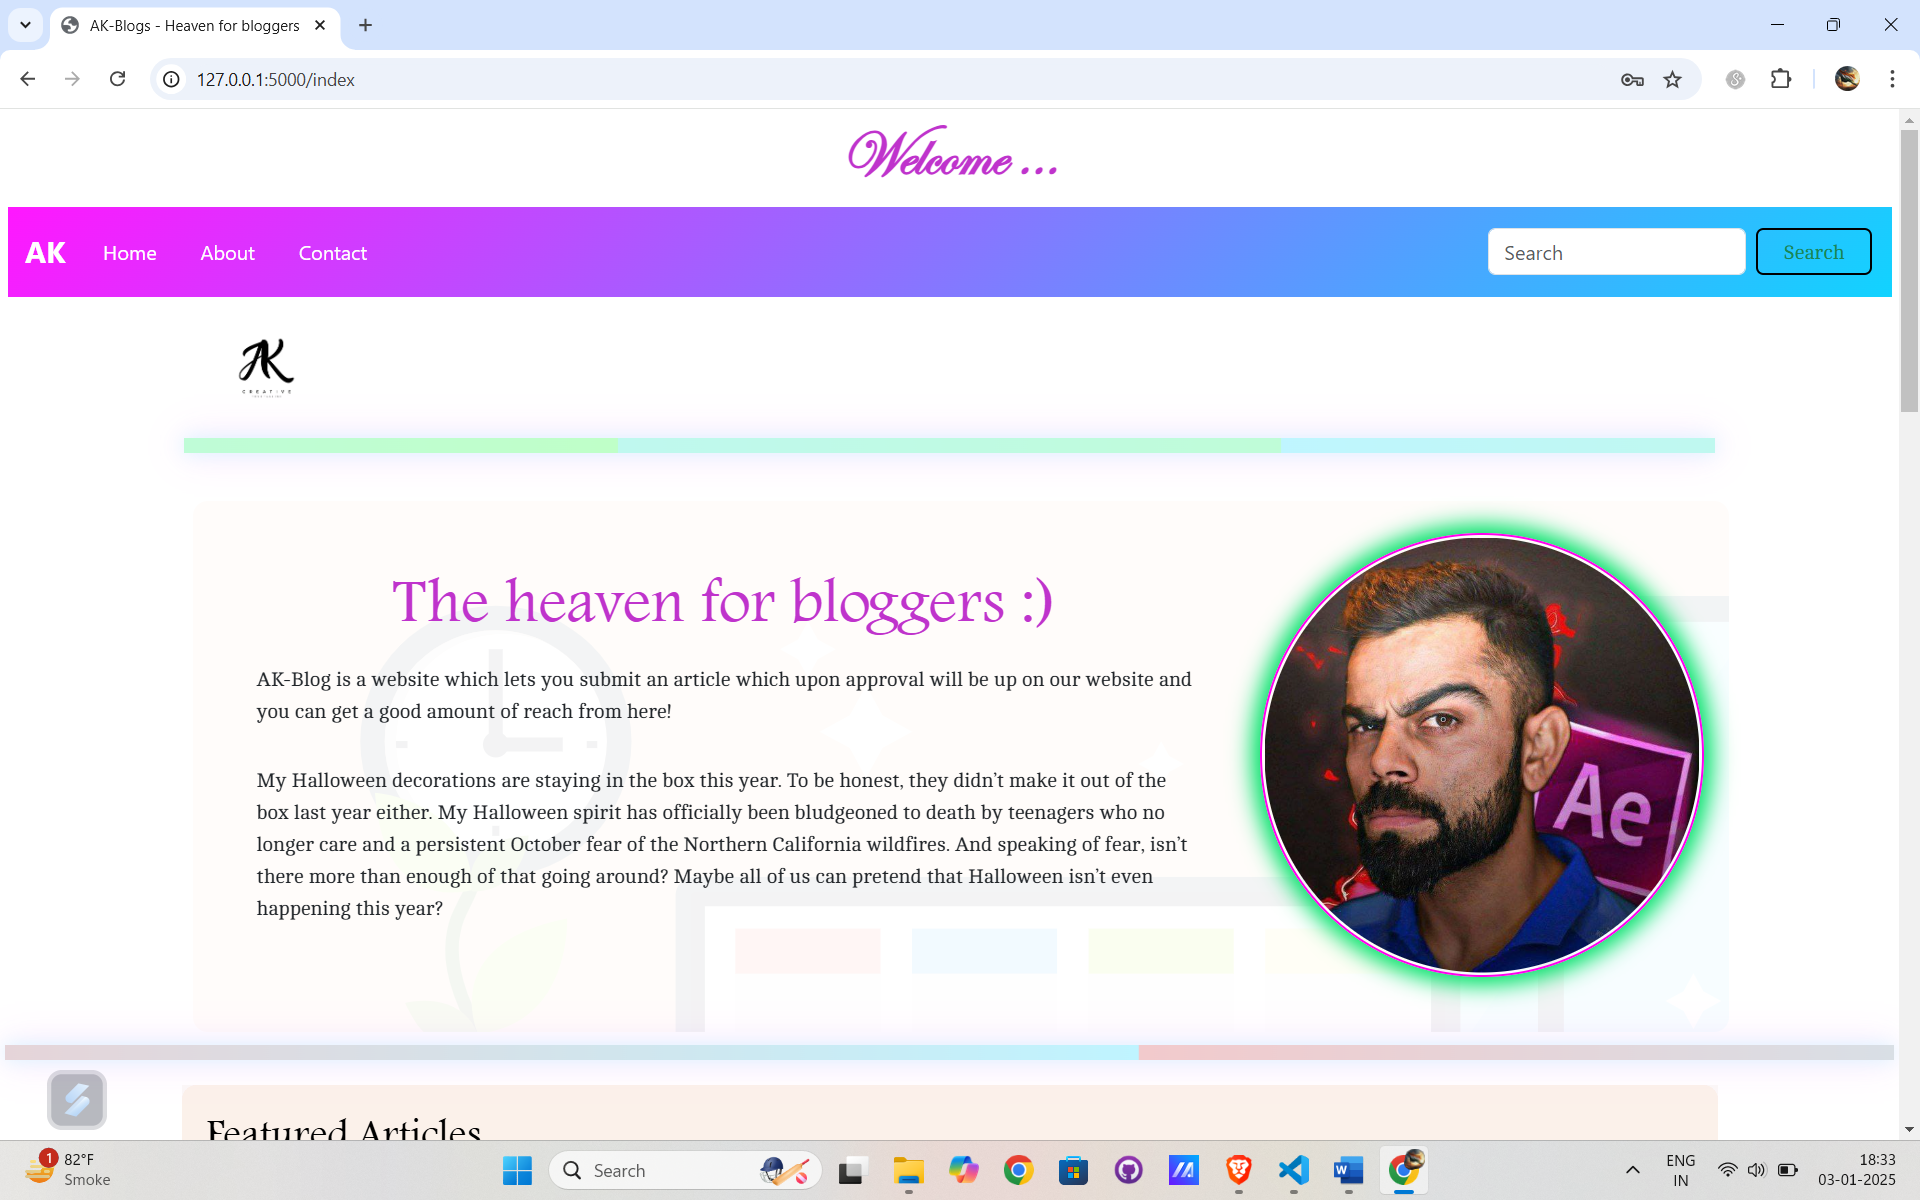 AK-Blogs - Heaven for bloggers
127.0.0.1:5000/index
Welcome ...
AK
Home
About
Contact
Search
Search
AK
CREATIVE
The heaven for bloggers :)
AK-Blog is a website which lets you submit an article which upon approval will be up on our website and
you can get a good amount of reach from here!
My Halloween decorations are staying in the box this year. To be honest, they didn’t make it out of the
box last year either. My Halloween spirit has officially been bludgeoned to death by teenagers who no
longer care and a persistent October fear of the Northern California wildfires. And speaking of fear, isn’t
there more than enough of that going around? Maybe all of us can pretend that Halloween isn’t even
happening this year?
Ae
Featured Articles
1
82°F
Smoke
Search
ENG
IN
18:33
03-01-2025